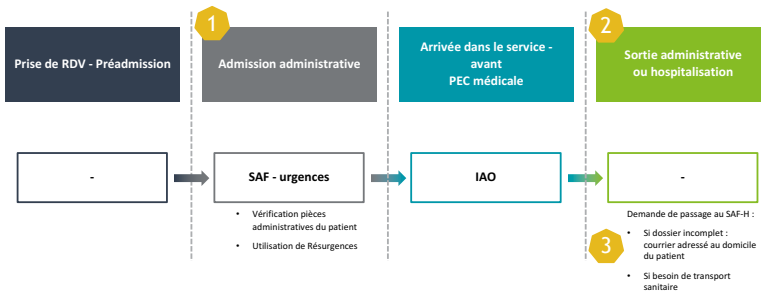 1
2
Prise de RDV - Préadmission
Admission administrative
Arrivée dans le service -
avant
PEC médicale
Sortie administrative
ou hospitalisation
-
SAF - urgences
IAO
-
• Vérification pièces
administratives du patient
• Utilisation de Résurgences
Demande de passage au SAF-H :
3
• Si dossier incomplet :
courrier adressé au domicile
du patient
• Si besoin de transport
sanitaire